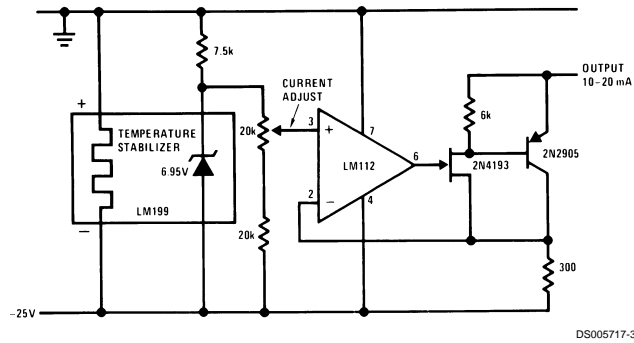 7.5k
OUTPUT
10–20 mA
CURRENT
ADJUST
+
TEMPERATURE
STABILIZER
6.95V
LM199
−
20k
20k
3
+
7
LM112
6
2
−
4
6k
2N4193
2N2905
300
−25V
DS005717-3